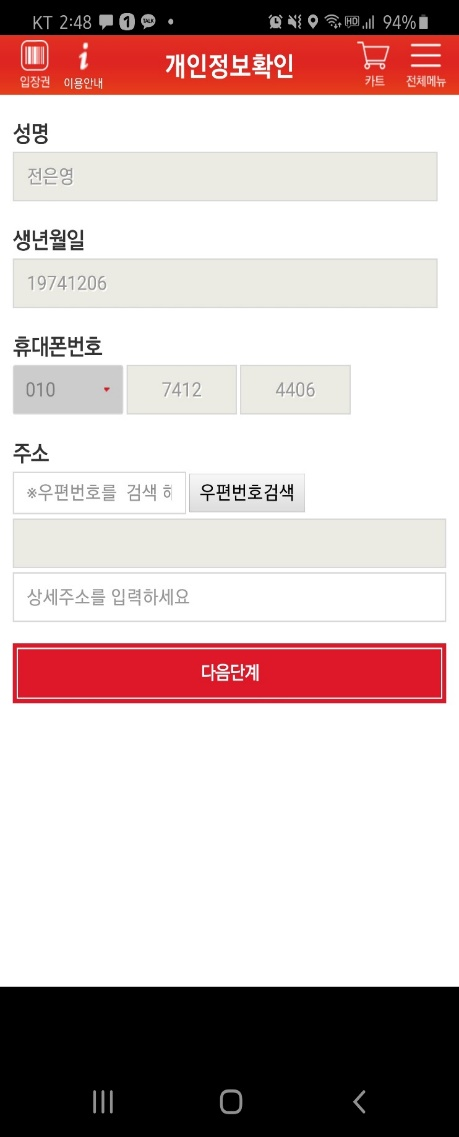 KT 2:48 1 TALK HD 94%
입장권 이용안내 개인정보확인 카트 전체메뉴
성명
전은영
생년월일
19741206
휴대폰번호
010 7412 4406
주소
※우편번호를 검색 우편번호검색
상세주소를 입력하세요
다음단계